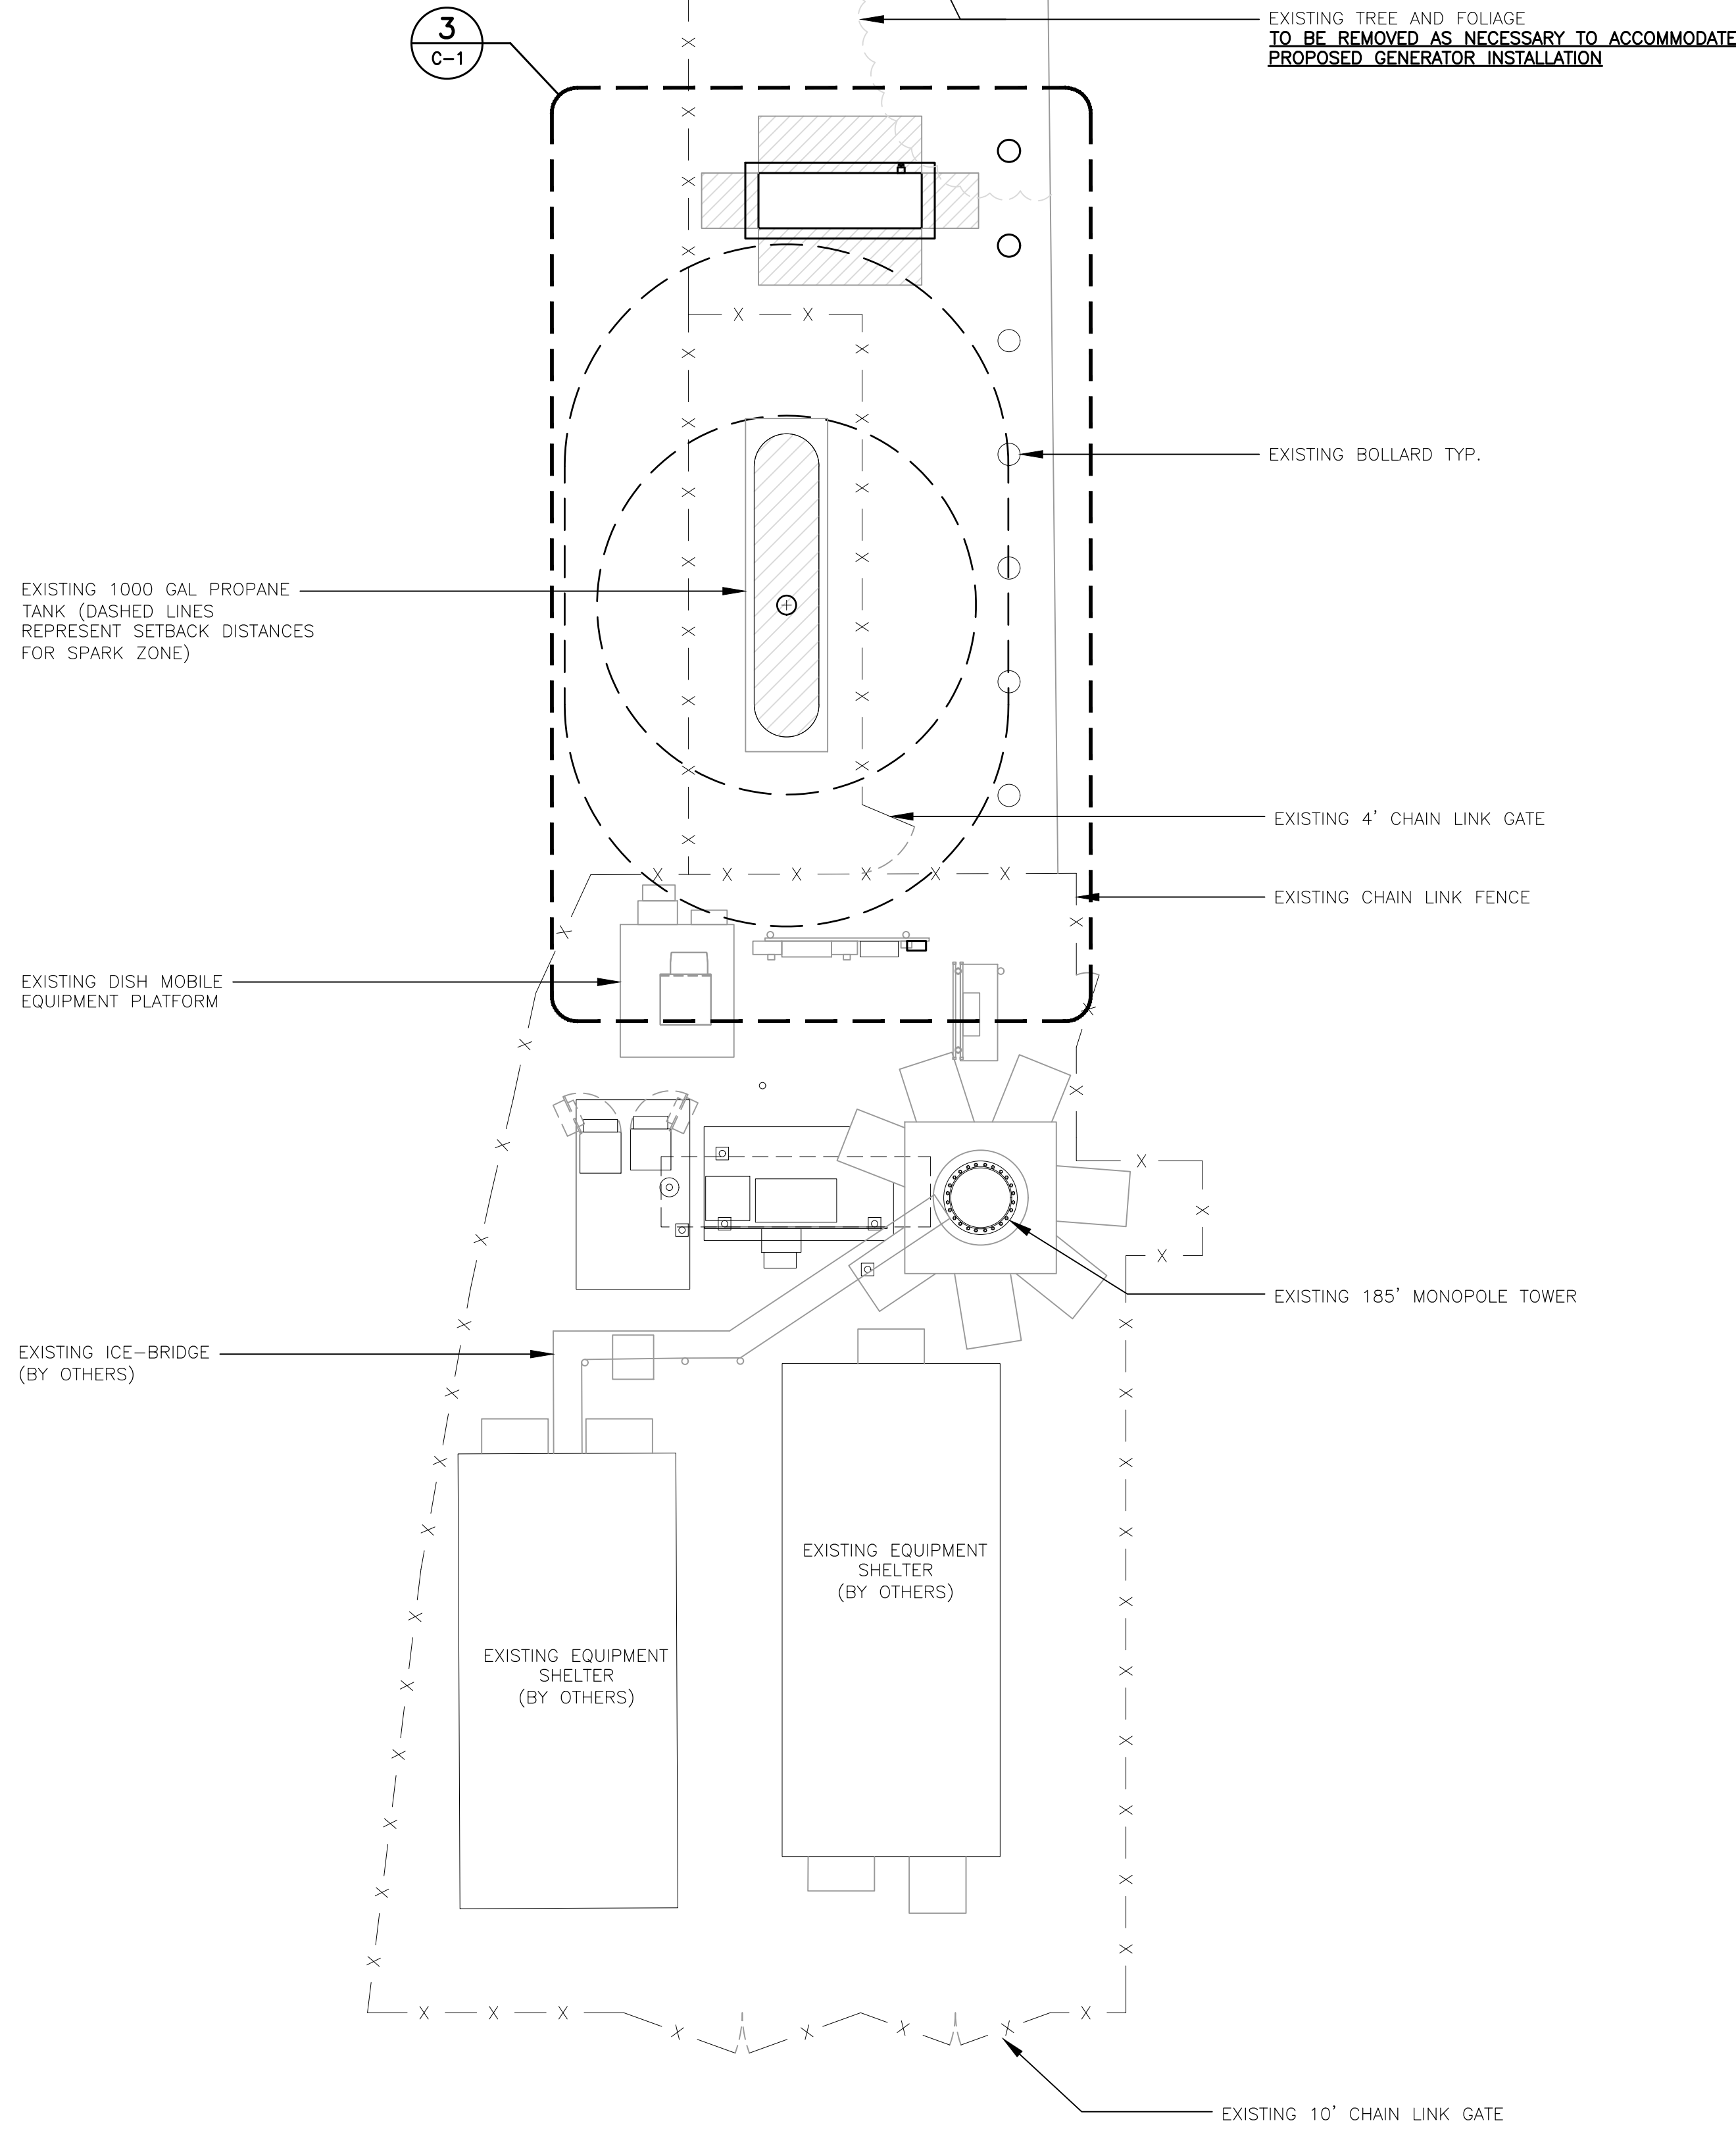 3
C-1
EXISTING TREE AND FOLIAGE
TO BE REMOVED AS NECESSARY TO ACCOMMODATE
PROPOSED GENERATOR INSTALLATION
EXISTING BOLLARD TYP.
EXISTING 1000 GAL PROPANE
TANK (DASHED LINES
REPRESENT SETBACK DISTANCES
FOR SPARK ZONE)
EXISTING 4' CHAIN LINK GATE
EXISTING CHAIN LINK FENCE
EXISTING DISH MOBILE
EQUIPMENT PLATFORM
EXISTING 185' MONOPOLE TOWER
EXISTING ICE-BRIDGE
(BY OTHERS)
EXISTING EQUIPMENT
SHELTER
(BY OTHERS)
EXISTING EQUIPMENT
SHELTER
(BY OTHERS)
EXISTING 10' CHAIN LINK GATE